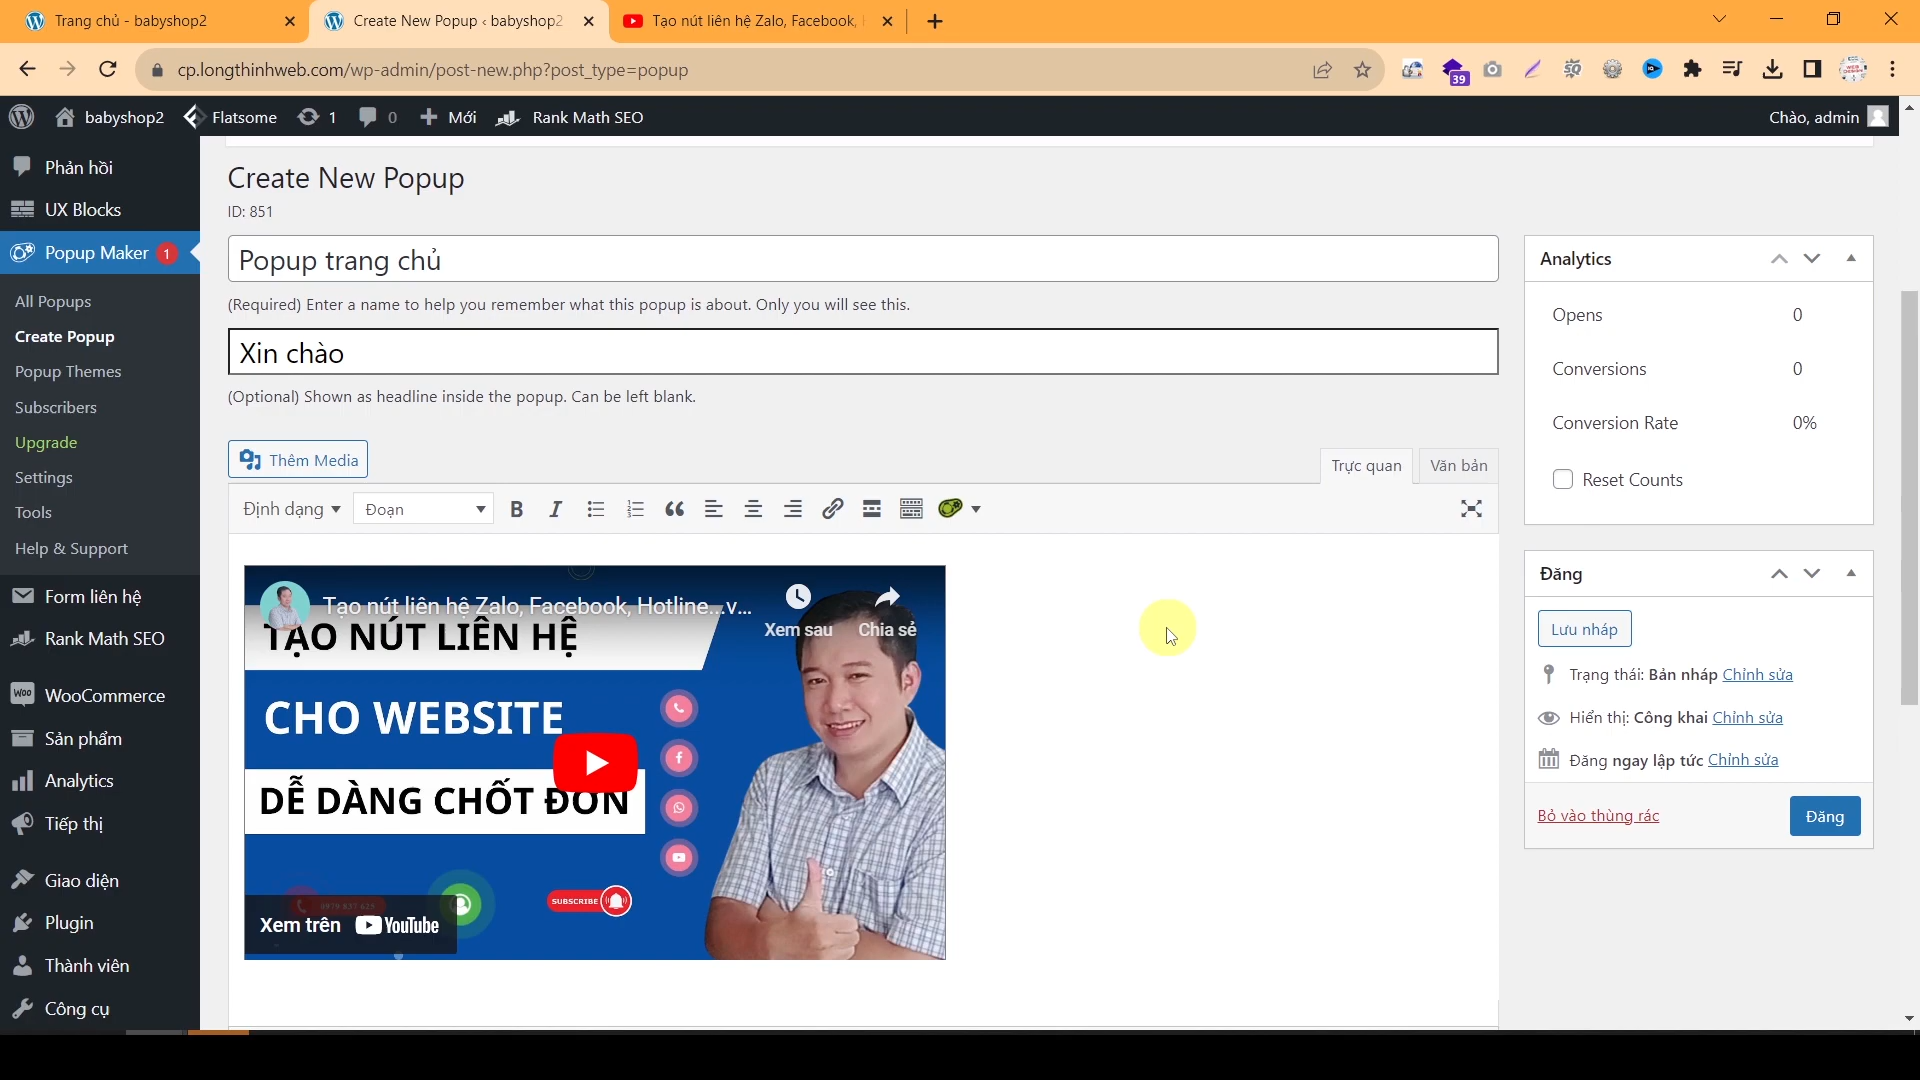 Trang chủ - babyshop2
Create New Popup ‹ babyshop2
Tạo nút liên hệ Zalo, Facebook,
cp.longthinhweb.com/wp-admin/post-new.php?post_type=popup
39
babyshop2
Flatsome
1
0
Mới
Rank Math SEO
Chào, admin
Phản hồi
UX Blocks
Popup Maker 1
All Popups
Create Popup
Popup Themes
Subscribers
Upgrade
Settings
Tools
Help & Support
Form liên hệ
Rank Math SEO
WooCommerce
Sản phẩm
Analytics
Tiếp thị
Giao diện
Plugin
Thành viên
Công cụ
Create New Popup
ID: 851
Popup trang chủ
(Required) Enter a name to help you remember what this popup is about. Only you will see this.
Xin chào
(Optional) Shown as headline inside the popup. Can be left blank.
Thêm Media
Trực quan
Văn bản
Định dạng
Đoạn
Tạo nút liên hệ Zalo, Facebook, Hotline...v...
Xem sau
Chia sẻ
TẠO NÚT LIÊN HỆ
CHO WEBSITE
DỄ DÀNG CHỐT ĐƠN
SUBSCRIBE
Xem trên YouTube
Analytics
Opens 0
Conversions 0
Conversion Rate 0%
Reset Counts
Đăng
Lưu nháp
Trạng thái: Bản nháp Chỉnh sửa
Hiển thị: Công khai Chỉnh sửa
Đăng ngay lập tức Chỉnh sửa
Bỏ vào thùng rác
Đăng